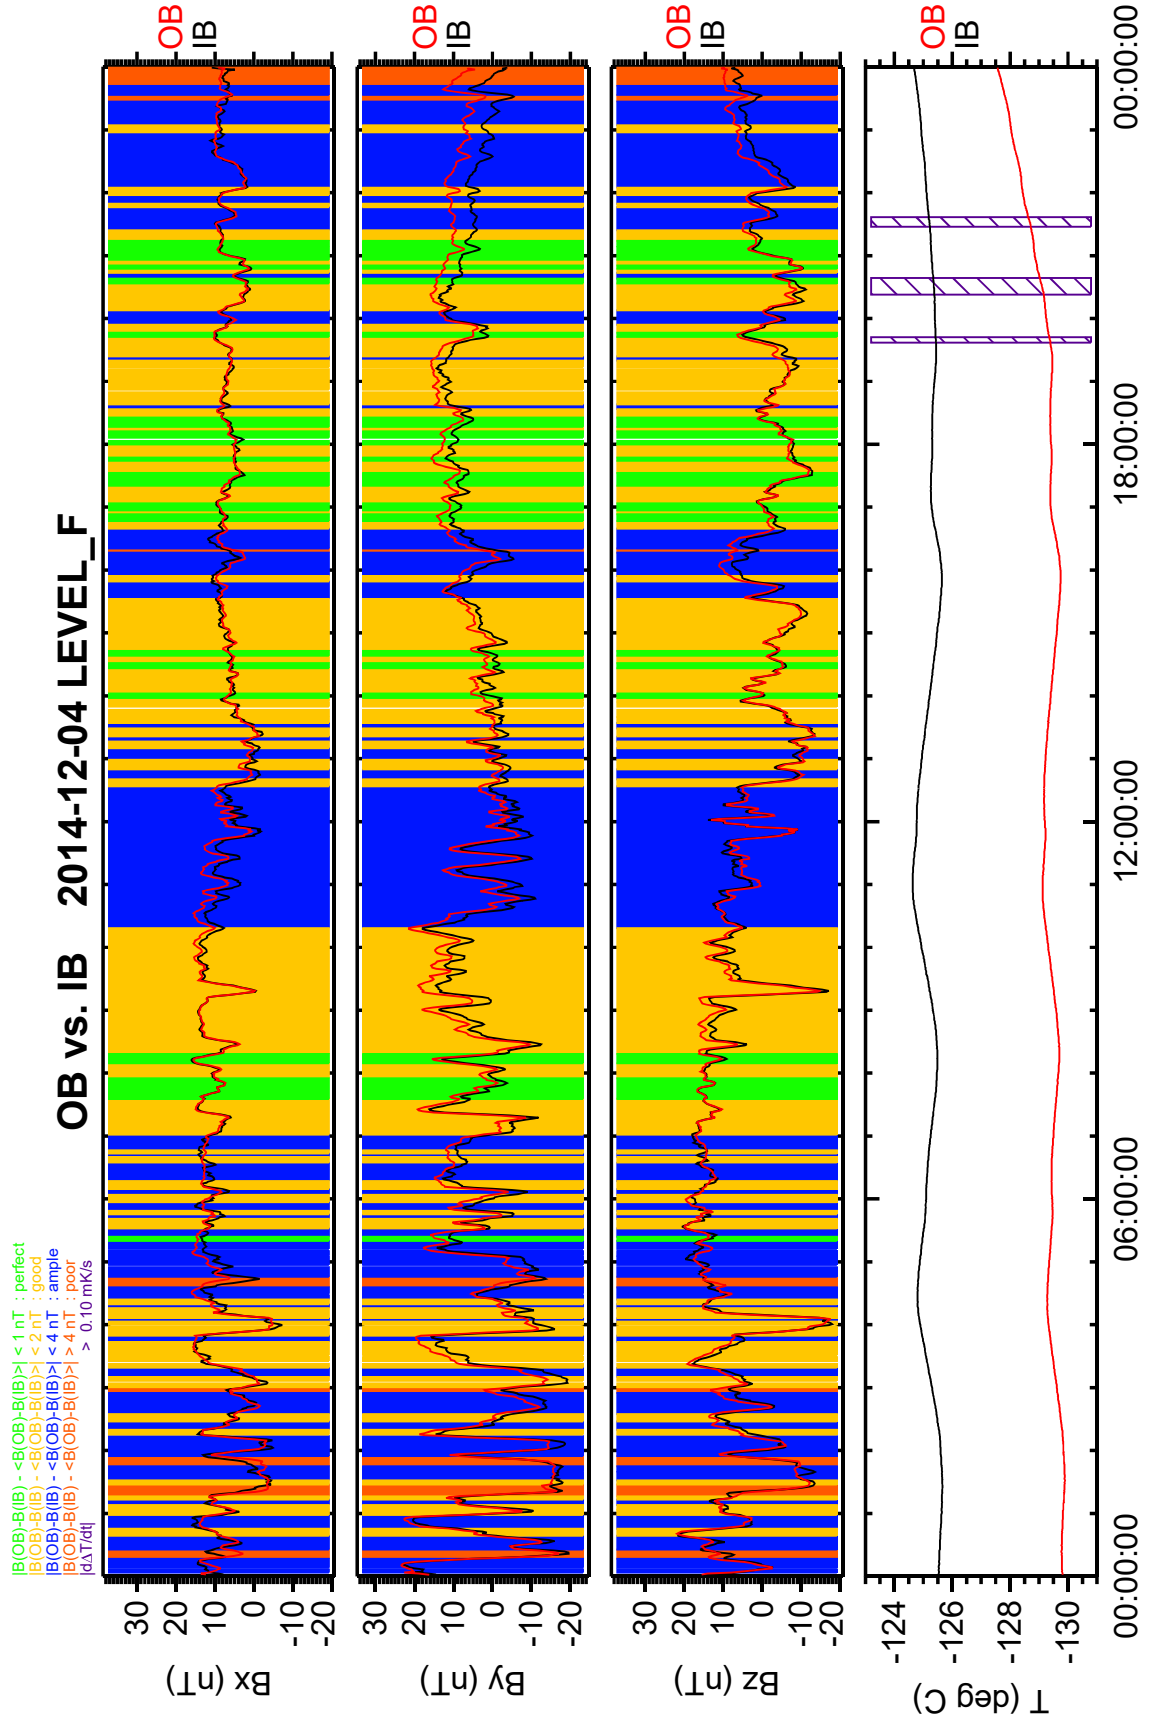 OB vs. IB 2014-12-04 LEVEL_F
|B(OB)-B(IB) - <B(OB)-B(IB)>| < 1 nT : perfect
|B(OB)-B(IB) - <B(OB)-B(IB)>| < 2 nT : good
|B(OB)-B(IB) - <B(OB)-B(IB)>| < 4 nT : ample
|B(OB)-B(IB) - <B(OB)-B(IB)>| > 4 nT : poor
|dΔT/dt| > 0.10 mK/s
Bx (nT)
30
20
10
0
-10
-20
OB
IB
By (nT)
30
20
10
0
-10
-20
OB
IB
Bz (nT)
30
20
10
0
-10
-20
OB
IB
T (deg C)
-124
-126
-128
-130
OB
IB
00:00:00
06:00:00
12:00:00
18:00:00
00:00:00